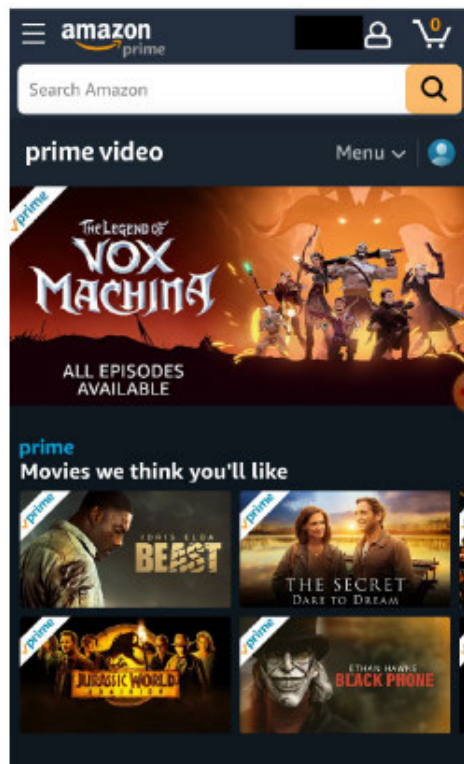 amazon
prime
0
Search Amazon
prime video
Menu
prime
THE LEGEND OF
VOX
MACHINA
ALL EPISODES
AVAILABLE
prime
Movies we think you'll like
prime
IDRIS ELBA
BEAST
prime
THE SECRET
DARE TO DREAM
prime
JURASSIC WORLD
DOMINION
prime
ETHAN HAWKE
BLACK PHONE